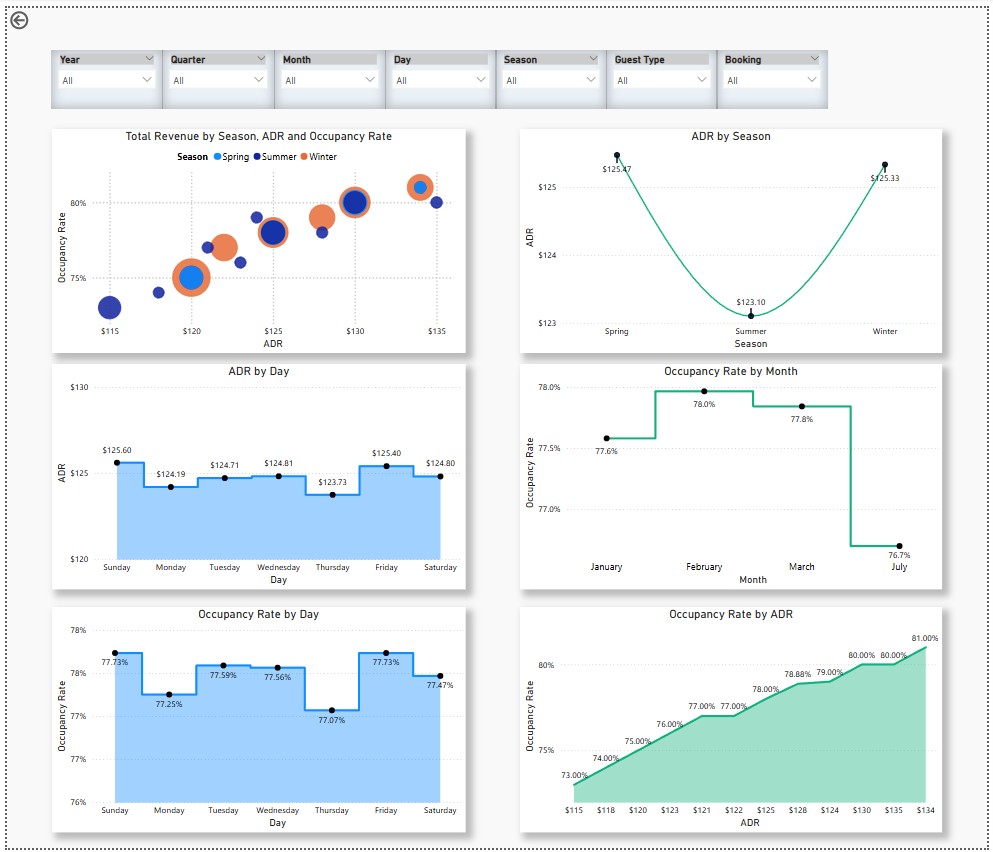 Year Quarter Month Day Season Guest Type Booking
All All All All All All All
Total Revenue by Season, ADR and Occupancy Rate
Season Spring Summer Winter
80%
75%
Occupancy Rate
$115 $120 $125 $130 $135
ADR
ADR by Season
$125.47
$125.33
$123.10
$125
$124
$123
ADR
Spring Summer Winter
Season
ADR by Day
$130
$125
$120
ADR
$125.60 $124.19 $124.71 $124.81 $123.73 $125.40 $124.80
Sunday Monday Tuesday Wednesday Thursday Friday Saturday
Day
Occupancy Rate by Month
78.0%
77.5%
77.0%
Occupancy Rate
77.6% 78.0% 77.8% 76.7%
January February March July
Month
Occupancy Rate by Day
78%
78%
77%
77%
76%
Occupancy Rate
77.73% 77.25% 77.59% 77.56% 77.07% 77.73% 77.47%
Sunday Monday Tuesday Wednesday Thursday Friday Saturday
Day
Occupancy Rate by ADR
80%
75%
Occupancy Rate
73.00% 74.00% 75.00% 76.00% 77.00% 77.00% 78.00% 78.88% 79.00% 80.00% 80.00% 81.00%
$115 $118 $120 $123 $121 $122 $125 $128 $124 $130 $135 $134
ADR